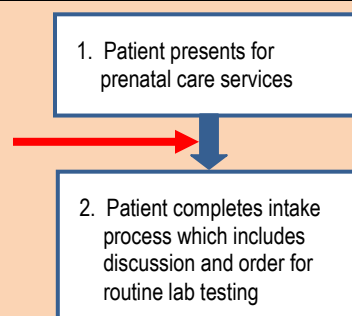 1. Patient presents for
prenatal care services
2. Patient completes intake
process which includes
discussion and order for
routine lab testing